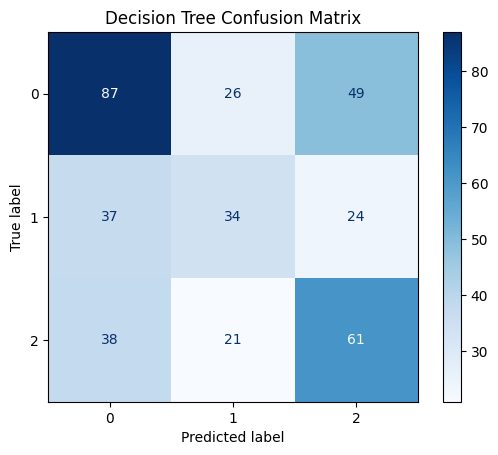 Decision Tree Confusion Matrix
True label
0 87 26 49
1 37 34 24
2 38 21 61
0 1 2
Predicted label
80
70
60
50
40
30